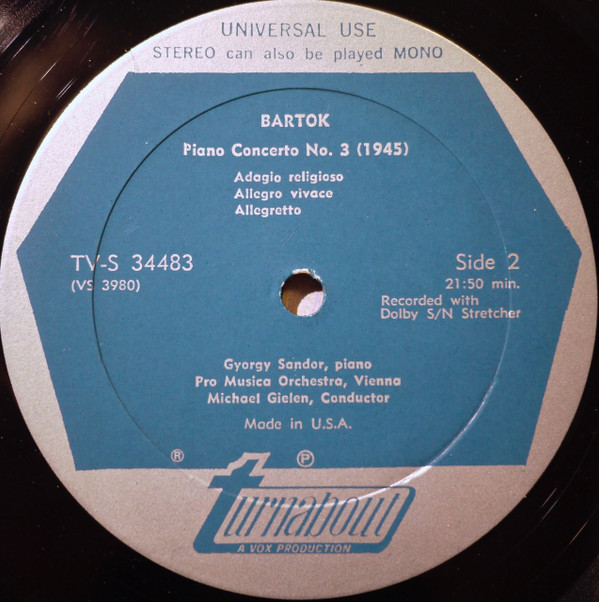 UNIVERSAL USE
STEREO can also be played MONO
BARTOK
Piano Concerto No. 3 (1945)
Adagio religioso
Allegro vivace
Allegretto
TV-S 34483
(VS 3980)
Side 2
21:50 min.
Recorded with
Dolby S/N Stretcher
Gyorgy Sandor, piano
Pro Musica Orchestra, Vienna
Michael Gielen, Conductor
Made in U.S.A.
® ℗
turnabout
A VOX PRODUCTION